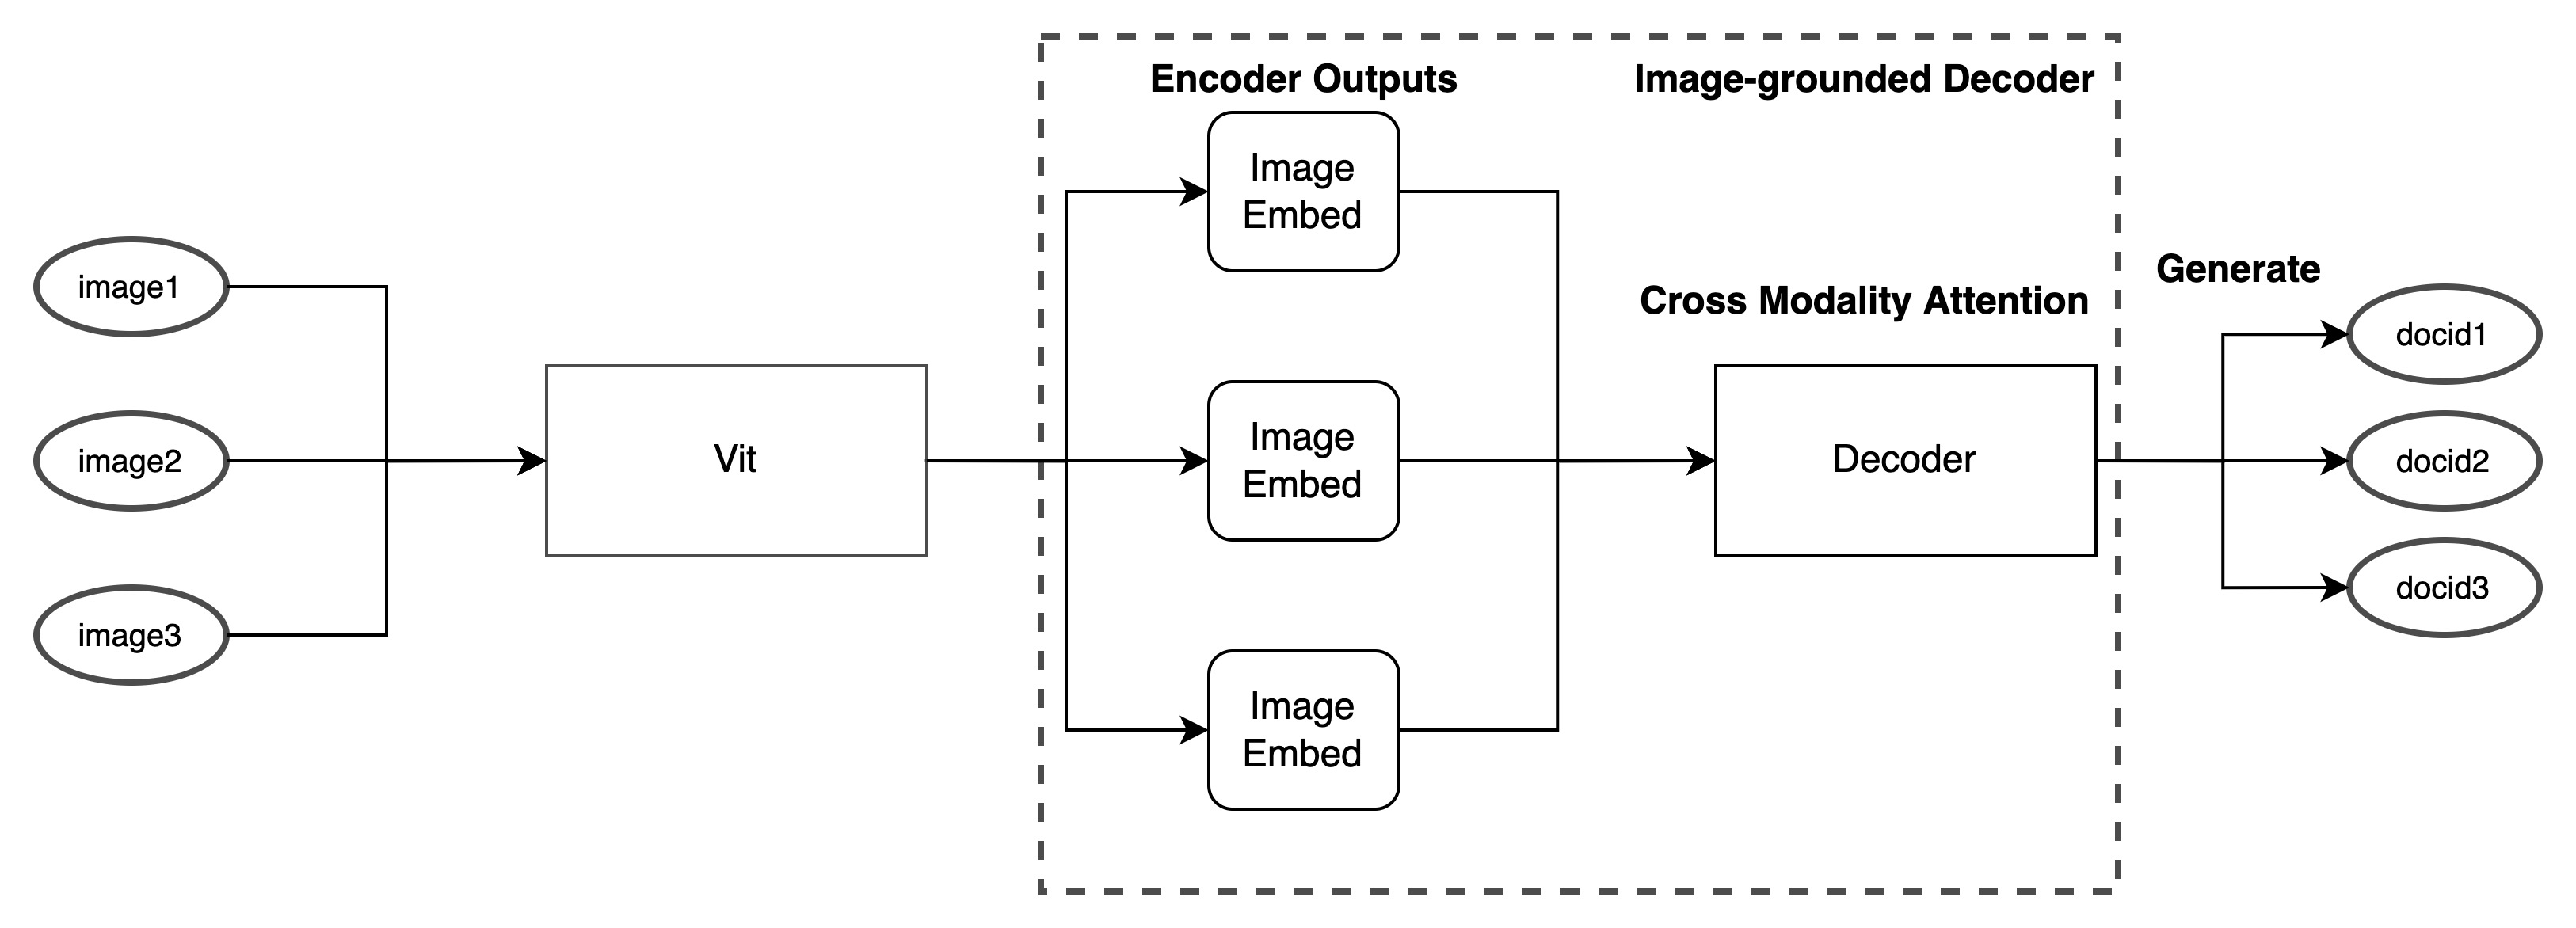 Encoder Outputs
Image-grounded Decoder
Image
Embed
image1
image2
image3
Vit
Image
Embed
Image
Embed
Cross Modality Attention
Decoder
Generate
docid1
docid2
docid3